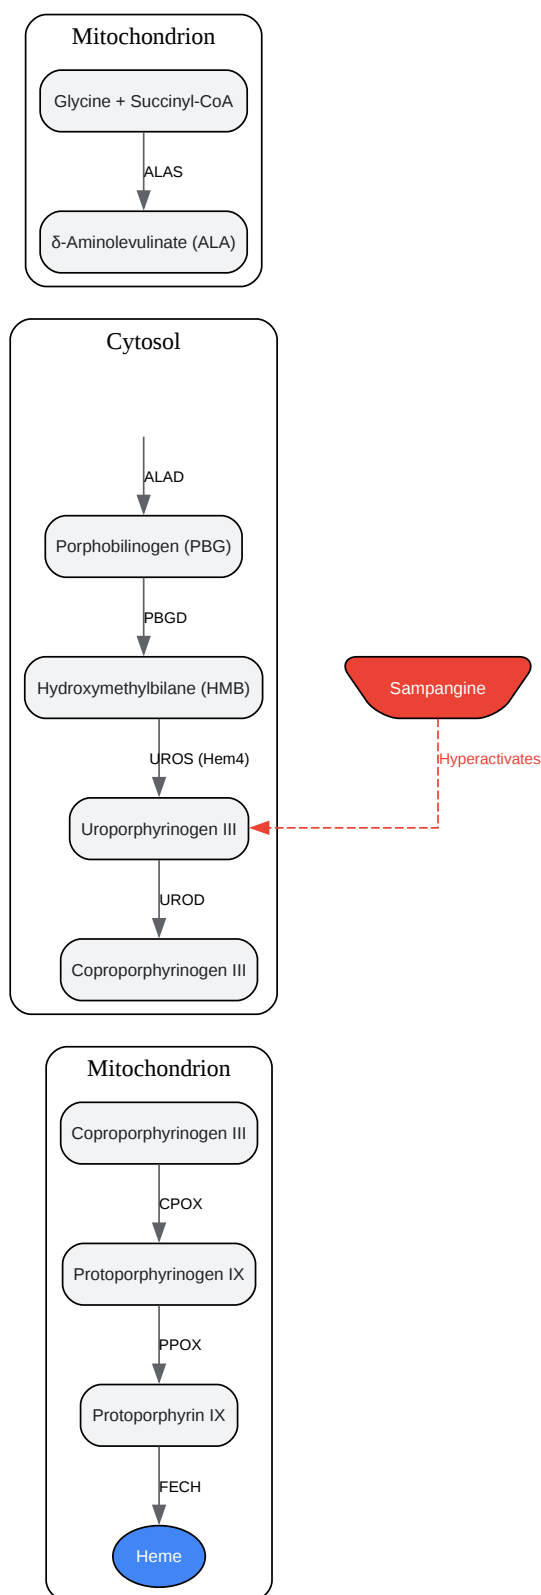 Mitochondrion
Glycine + Succinyl-CoA
ALAS
δ-Aminolevulinate (ALA)
Cytosol
ALAD
Porphobilinogen (PBG)
PBGD
Hydroxymethylbilane (HMB)
Sampangine
UROS (Hem4)
Hyperactivates
Uroporphyrinogen III
UROD
Coproporphyrinogen III
Mitochondrion
Coproporphyrinogen III
CPOX
Protoporphyrinogen IX
PPOX
Protoporphyrin IX
FECH
Heme